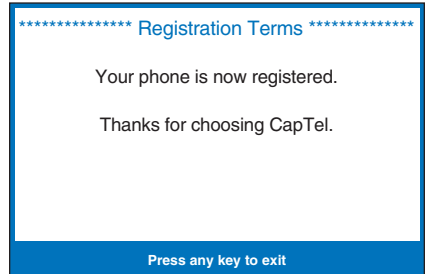 *************** Registration Terms **************
Your phone is now registered.
Thanks for choosing CapTel.
Press any key to exit